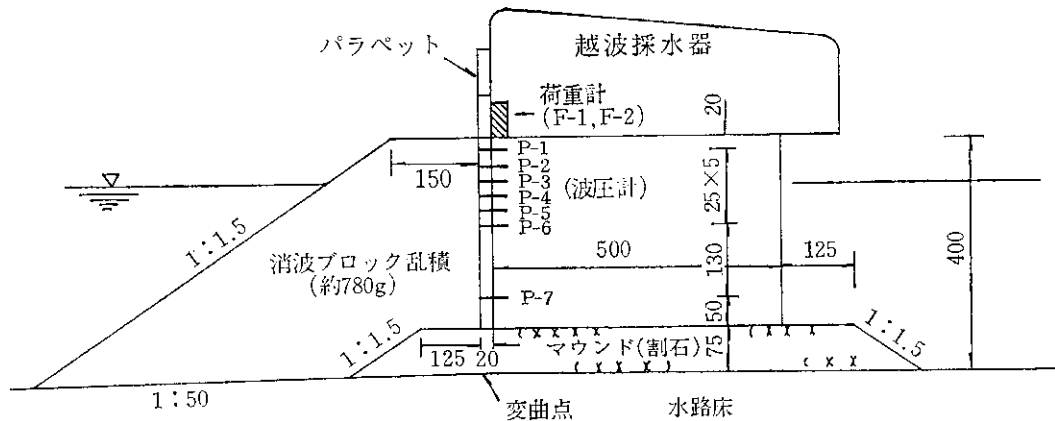 パラペット
越波採水器
荷重計
(F-1,F-2)
20
P-1
P-2
P-3
P-4
P-5
P-6
(波圧計)
25×5
150
1:1.5
消波ブロック乱積
(約780g)
500
130
125
400
P-7
50
1:1.5
125
20
マウンド(割石)
75
1:1.5
1:50
変曲点
水路床